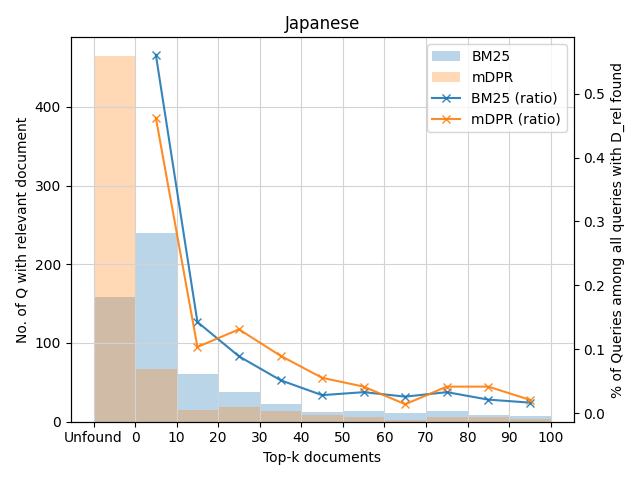 Japanese
BM25
mDPR
BM25 (ratio)
mDPR (ratio)
No. of Q with relevant document
400
300
200
100
0
% of Queries among all queries with D_rel found
0.5
0.4
0.3
0.2
0.1
0.0
Unfound 0 10 20 30 40 50 60 70 80 90 100
Top-k documents